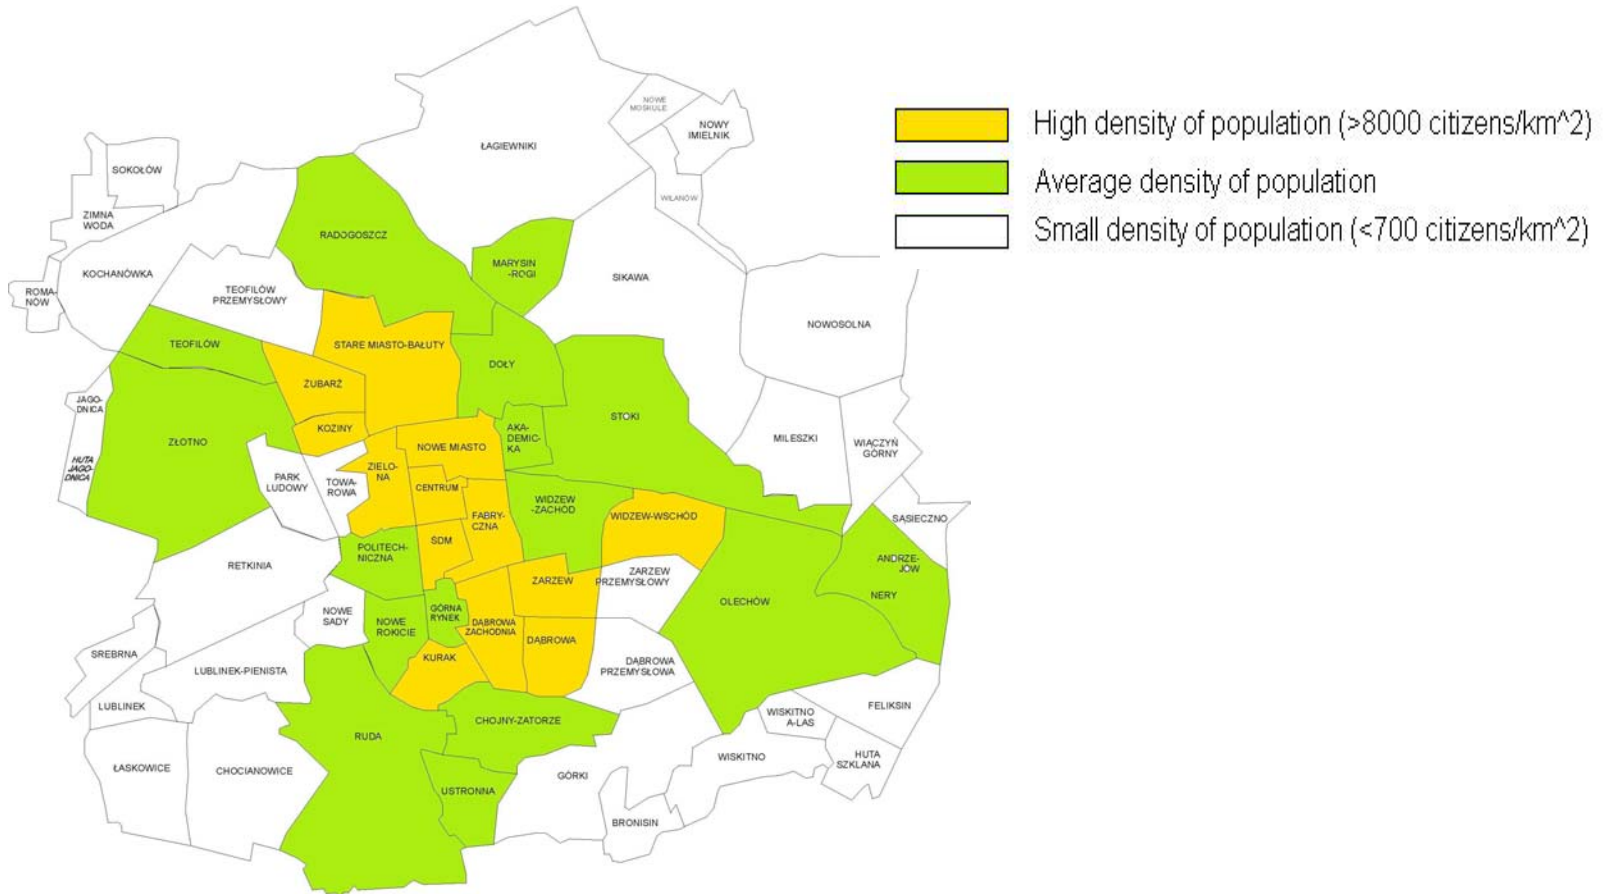 High density of population (>8000 citizens/km^2)
Average density of population
Small density of population (<700 citizens/km^2)
NOWE
MOSKULE
NOWY
IMIELNIK
ŁAGIEWNIKI
SOKOŁÓW
WILANÓW
ZIMNA
WODA
RADOGOSZCZ
MARYSIN
-ROGI
KOCHANÓWKA
SIKAWA
ROMA-
NÓW
TEOFILÓW
PRZEMYSŁOWY
NOWOSOLNA
TEOFILÓW
STARE MIASTO-BAŁUTY
DOŁY
ŻUBARŹ
JAGO-
DNICA
STOKI
KOZINY
AKA-
DEMIC-
KA
ZŁOTNO
NOWE MIASTO
MILESZKI
WIĄCZYŃ
GÓRNY
HUTA
JAGO-
DNICA
PARK
LUDOWY
TOWA-
ROWA
ZIELO-
NA
CENTRUM
WIDZEW
-ZACHÓD
FABRY-
CZNA
WIDZEW-WSCHÓD
SĄSIECZNO
ŚDM
POLITECH-
NICZNA
ANDRZE-
JÓW
RETKINIA
ZARZEW
ZARZEW
PRZEMYSŁOWY
NERY
OLECHÓW
NOWE
SADY
GÓRNA
RYNEK
NOWE
ROKICIE
DĄBROWA
ZACHODNIA
DĄBROWA
SREBRNA
KURAK
DĄBROWA
PRZEMYSŁOWA
LUBLINEK-PIENISTA
LUBLINEK
FELIKSIN
WISKITNO
A-LAS
CHOJNY-ZATORZE
RUDA
WISKITNO
HUTA
SZKLANA
ŁASKOWICE
CHOCIANOWICE
GÓRKI
USTRONNA
BRONISIN